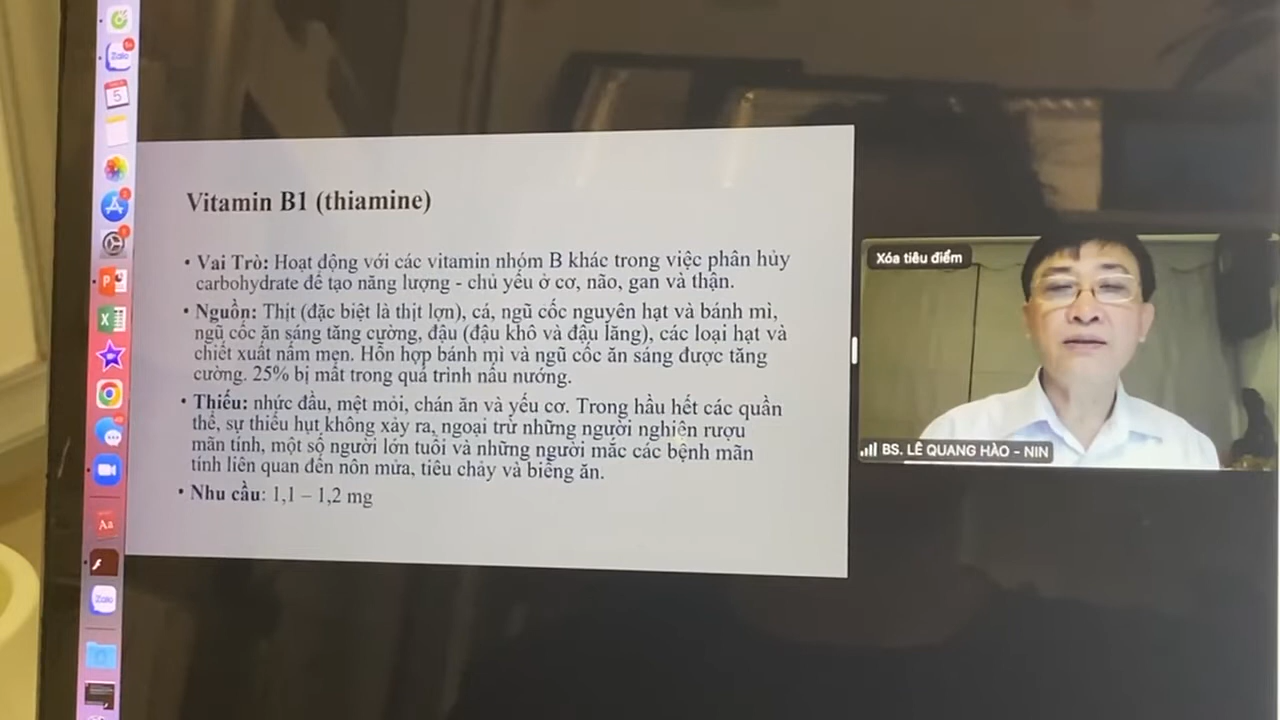 Zalo
5
Vitamin B1 (thiamine)
• Vai Trò: Hoạt động với các vitamin nhóm B khác trong việc phân hủy
carbohydrate để tạo năng lượng - chủ yếu ở cơ, não, gan và thận.
• Nguồn: Thịt (đặc biệt là thịt lợn), cá, ngũ cốc nguyên hạt và bánh mì,
ngũ cốc ăn sáng tăng cường, đậu (đậu khô và đậu lăng), các loại hạt và
chiết xuất nấm men. Hỗn hợp bánh mì và ngũ cốc ăn sáng được tăng
cường. 25% bị mất trong quá trình nấu nướng.
• Thiếu: nhức đầu, mệt mỏi, chán ăn và yếu cơ. Trong hầu hết các quần
thể, sự thiếu hụt không xảy ra, ngoại trừ những người nghiện rượu
mãn tính, một số người lớn tuổi và những người mắc các bệnh mãn
tính liên quan đến nôn mửa, tiêu chảy và biếng ăn.
• Nhu cầu: 1,1 – 1,2 mg
Xóa tiêu điểm
BS. LÊ QUANG HÀO - NIN
P
X
Aa
Zalo